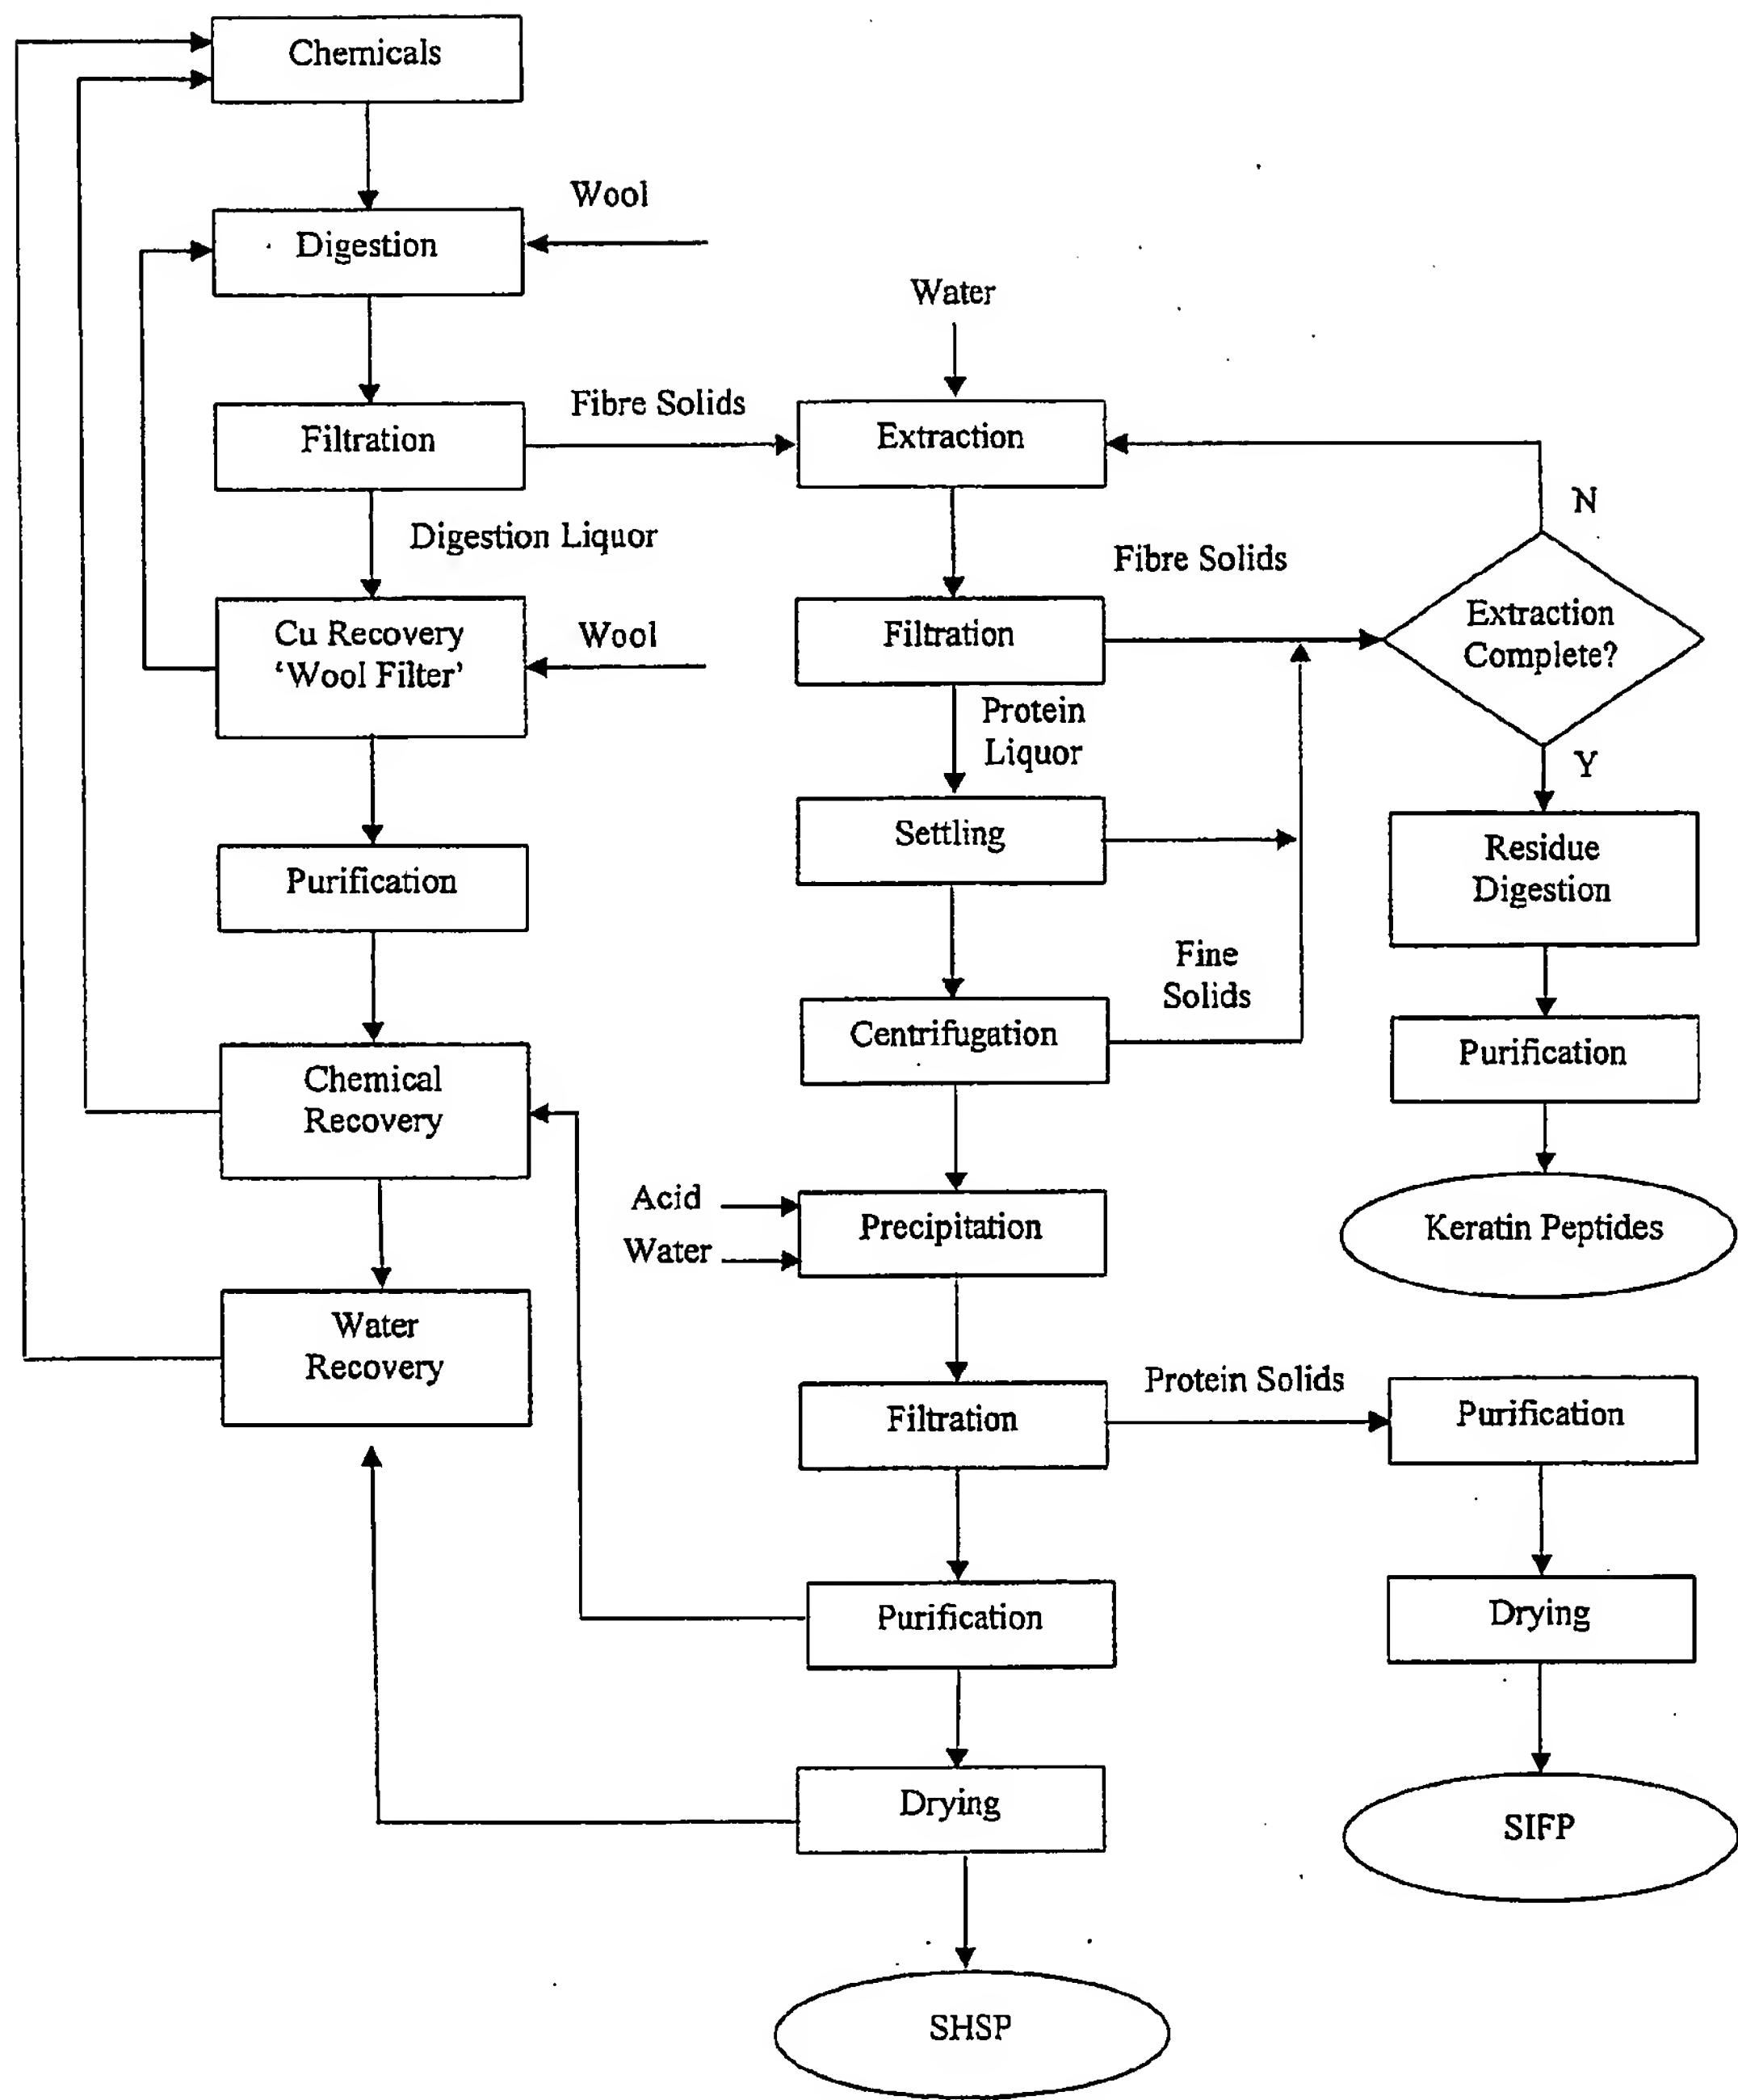 Chemicals
Wool
Digestion
Water
Fibre Solids
Filtration
Extraction
N
Digestion Liquor
Fibre Solids
Cu Recovery
‘Wool Filter’
Wool
Filtration
Extraction
Complete?
Protein
Liquor
Y
Purification
Settling
Residue
Digestion
Fine
Solids
Chemical
Recovery
Centrifugation
Purification
Acid
Water
Precipitation
Keratin Peptides
Water
Recovery
Filtration
Protein Solids
Purification
Purification
Drying
Drying
SIFP
SHSP